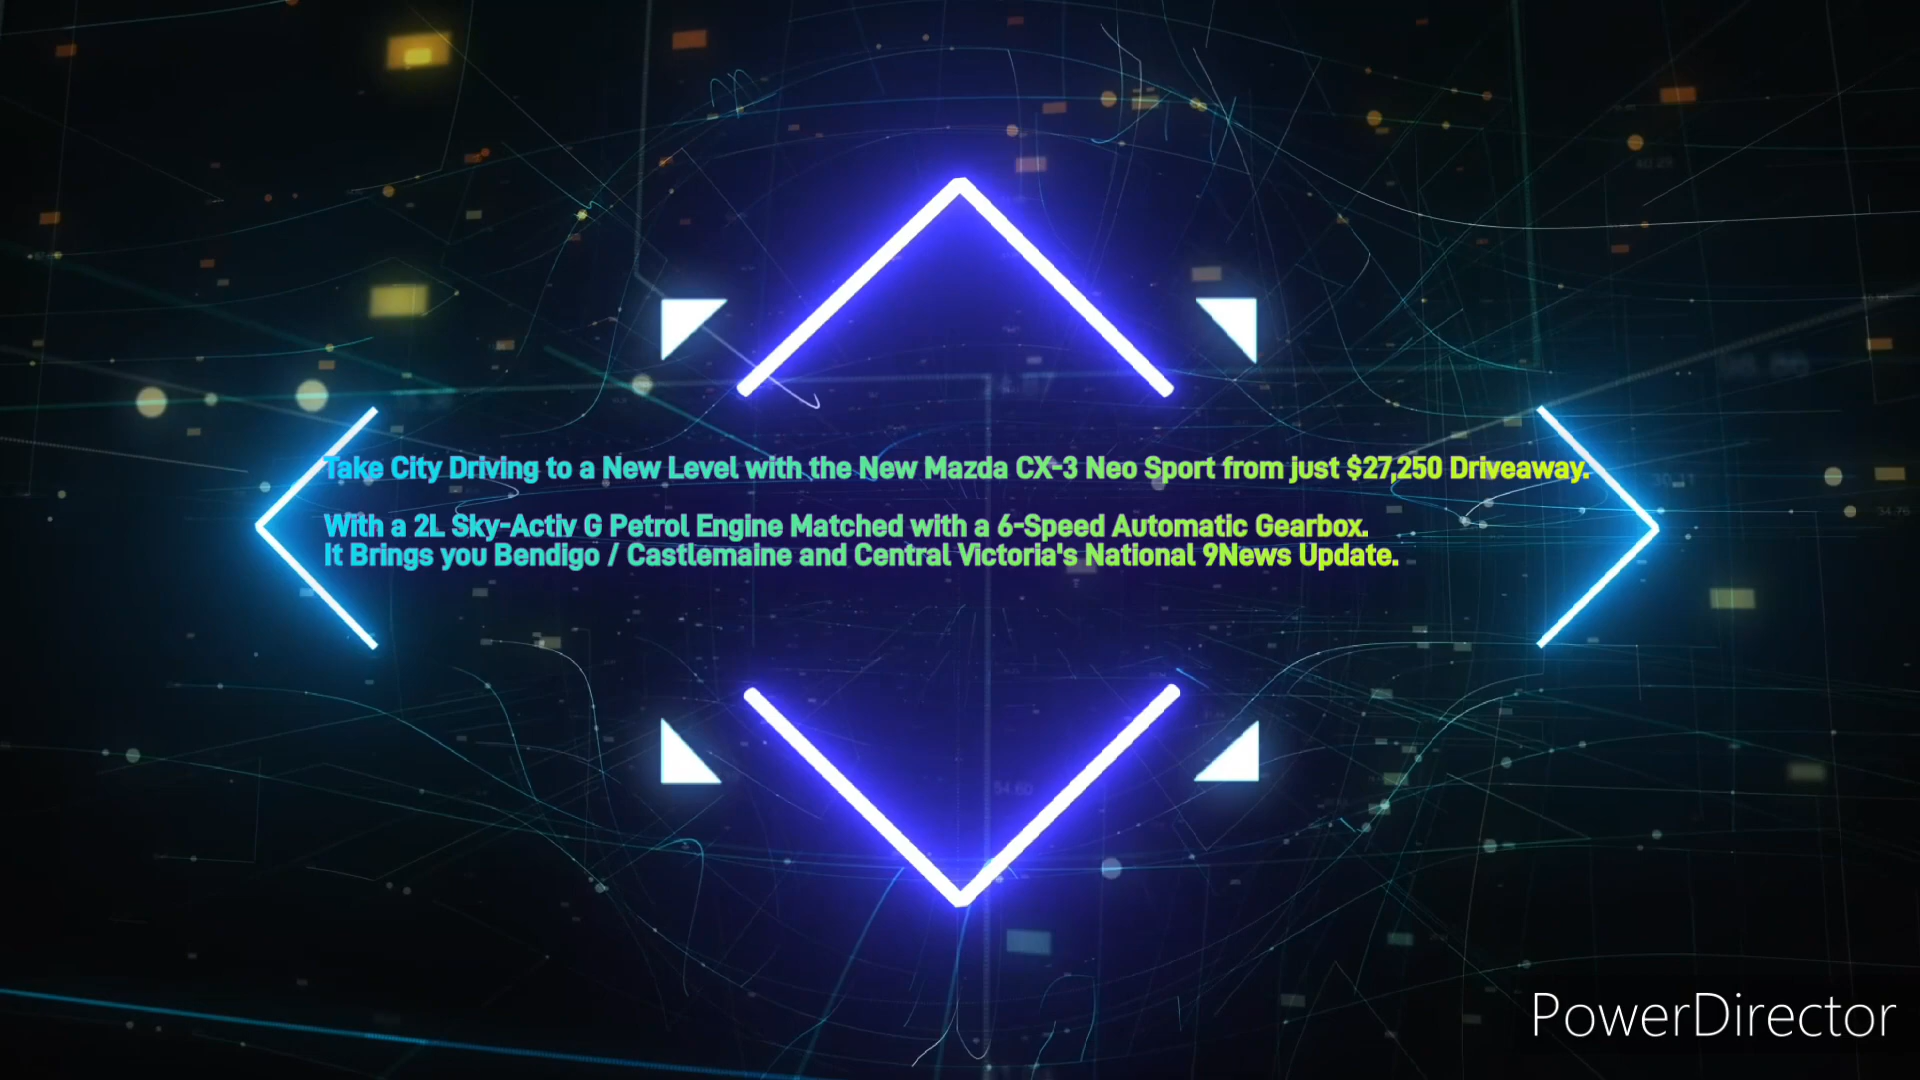 Take City Driving to a New Level with the New Mazda CX-3 Neo Sport from just $27,250 Driveaway.
With a 2L Sky-Activ G Petrol Engine Matched with a 6-Speed Automatic Gearbox.
It Brings you Bendigo / Castlemaine and Central Victoria's National 9News Update.
54.60
PowerDirector